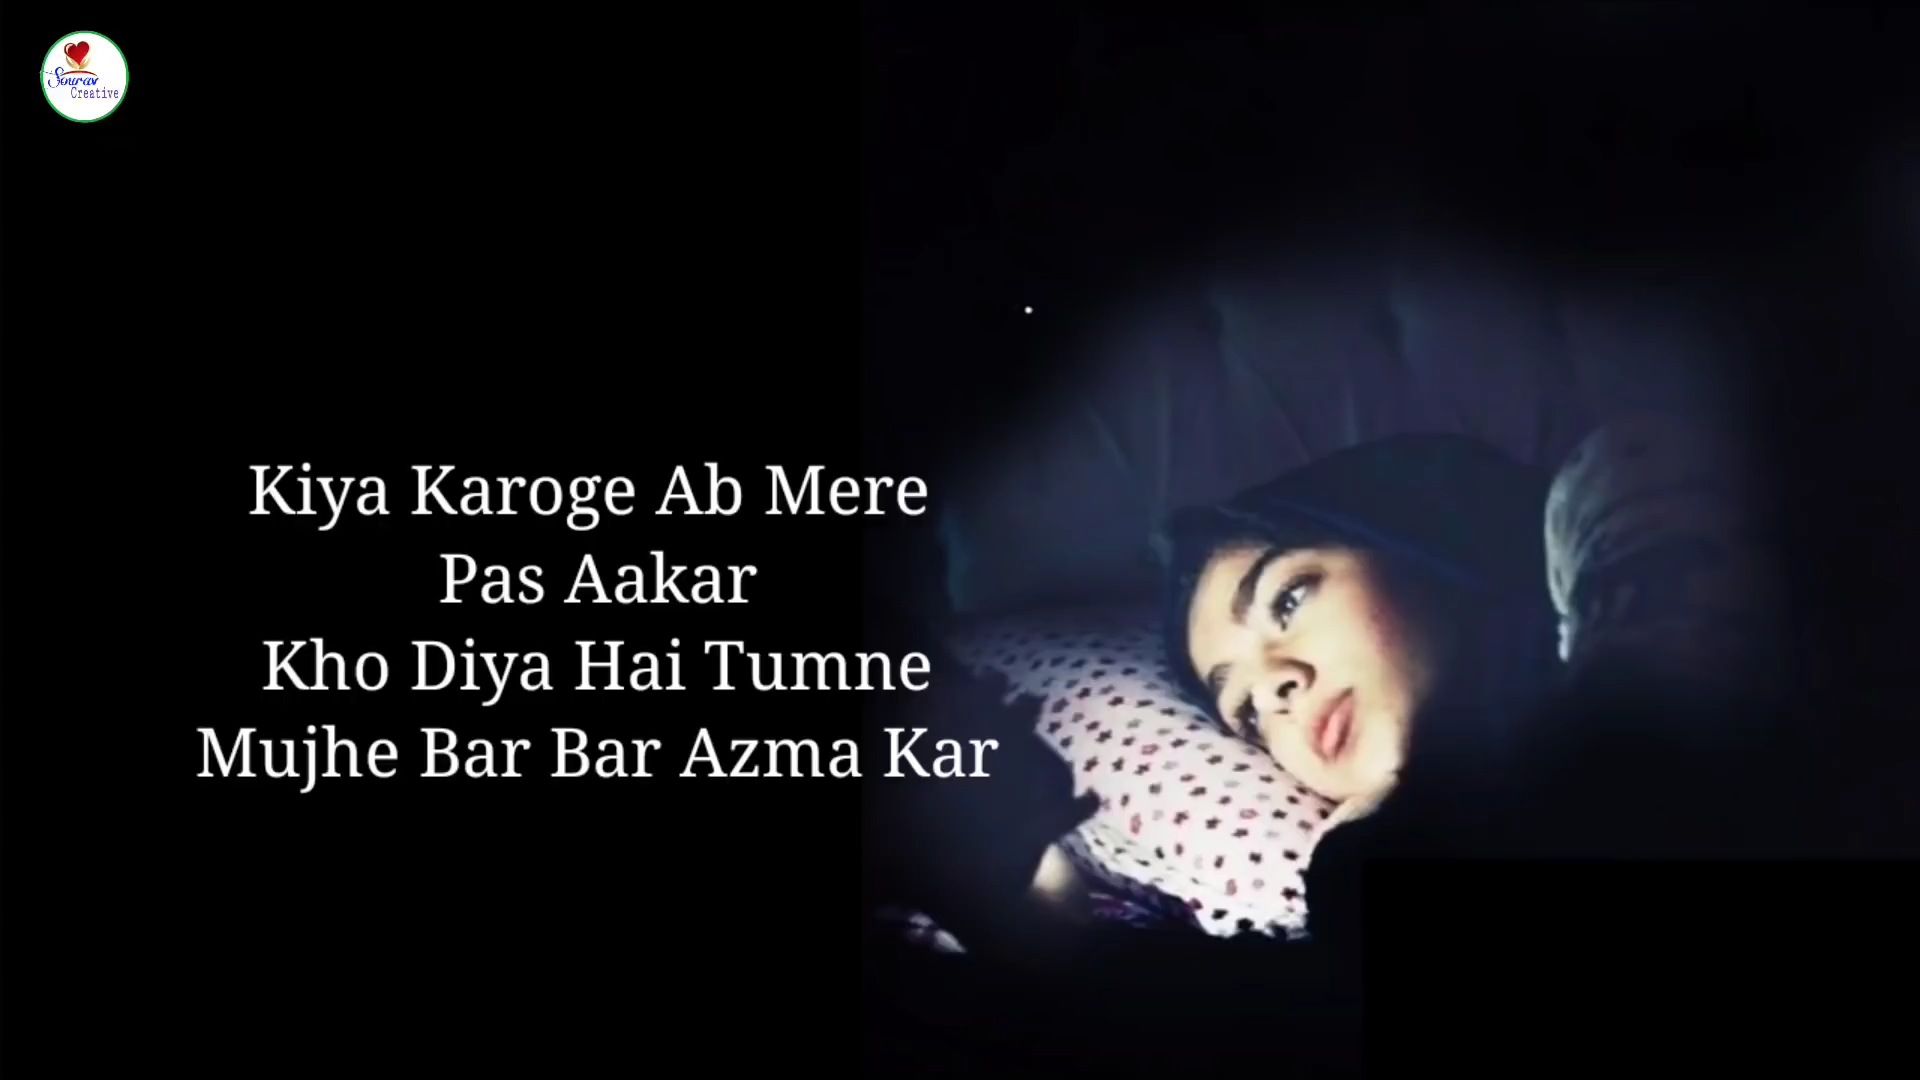 Sourav
Creative
Kiya Karoge Ab Mere
Pas Aakar
Kho Diya Hai Tumne
Mujhe Bar Bar Azma Kar